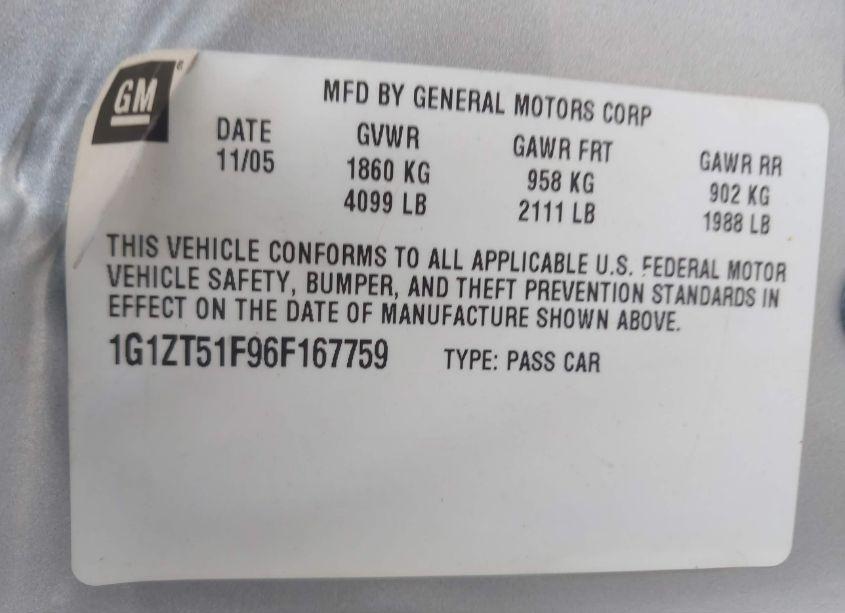 GM
MFD BY GENERAL MOTORS CORP
DATE GVWR GAWR FRT GAWR RR
11/05 1860 KG 958 KG 902 KG
4099 LB 2111 LB 1988 LB
THIS VEHICLE CONFORMS TO ALL APPLICABLE U.S. FEDERAL MOTOR
VEHICLE SAFETY, BUMPER, AND THEFT PREVENTION STANDARDS IN
EFFECT ON THE DATE OF MANUFACTURE SHOWN ABOVE.
1G1ZT51F96F167759 TYPE: PASS CAR